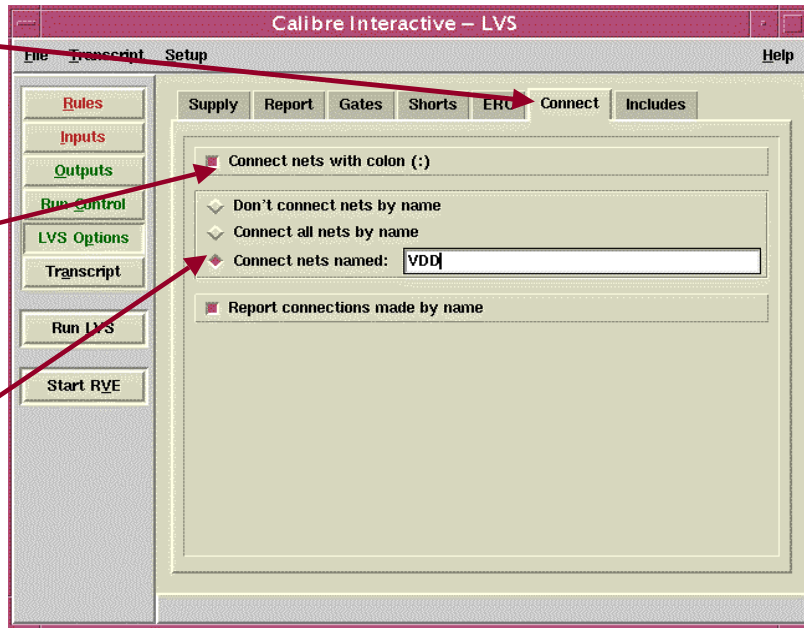 Calibre Interactive – LVS
File Transcript Setup Help
Rules
Inputs
Outputs
Run Control
LVS Options
Transcript
Run LVS
Start RVE
Supply Report Gates Shorts ERC Connect Includes
Connect nets with colon (:)
Don't connect nets by name
Connect all nets by name
Connect nets named: VDD
Report connections made by name